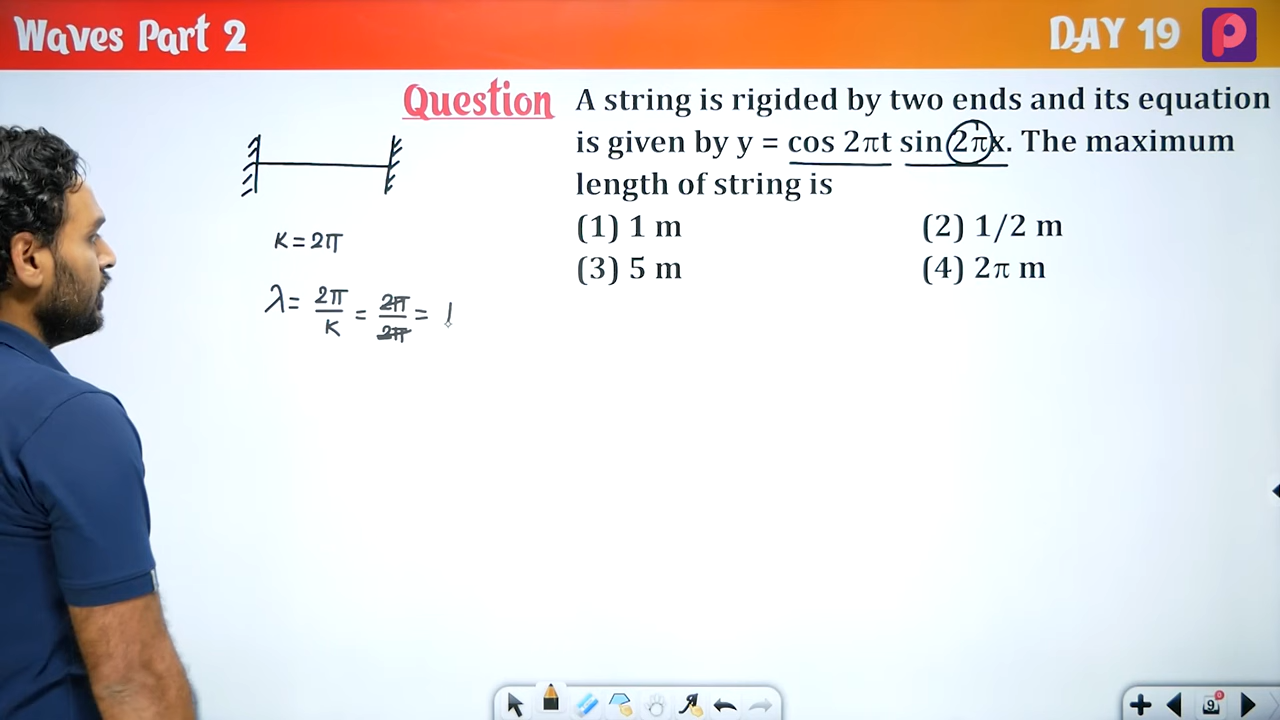 Waves Part 2
DAY 19
Question
A string is rigided by two ends and its equation
is given by y = cos 2πt sin 2πx. The maximum
length of string is
(1) 1 m
(2) 1/2 m
(3) 5 m
(4) 2π m
K = 2π
λ = 2π/K = 2π/2π = 1
9